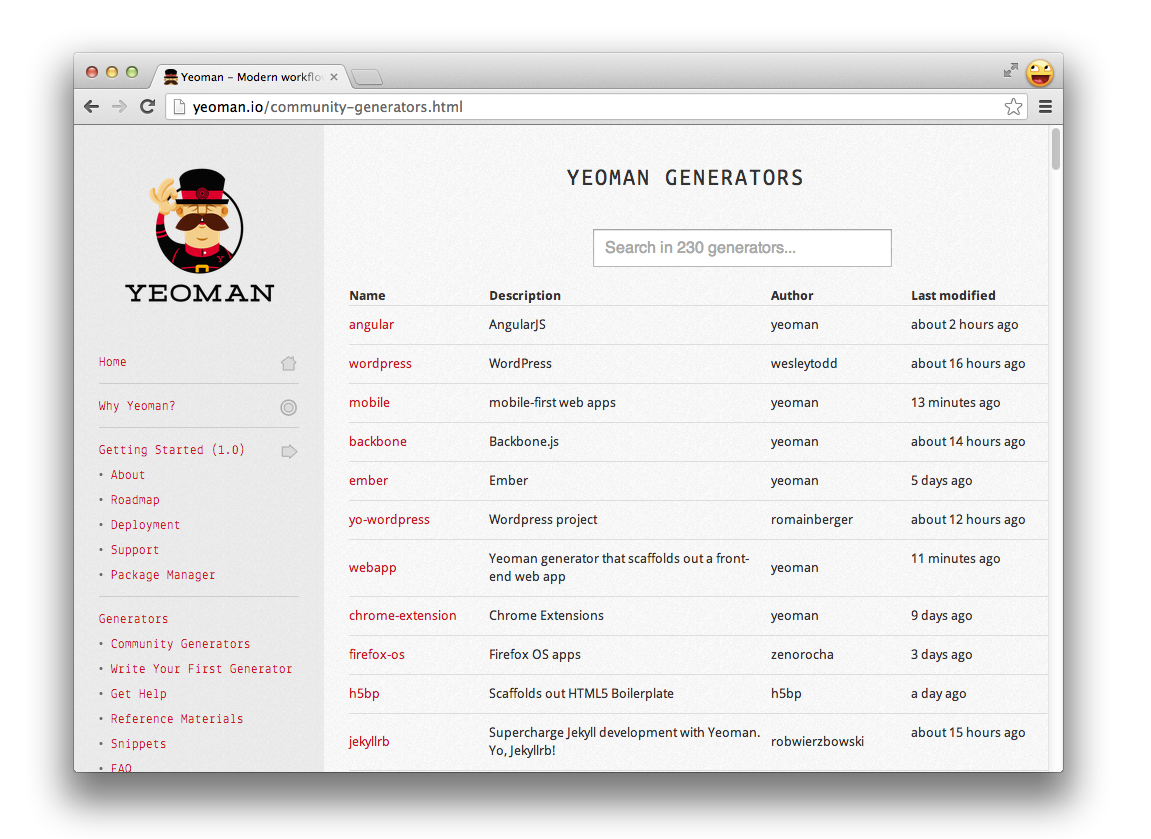 Yeoman – Modern workflo
yeoman.io/community-generators.html
YEOMAN
Home
Why Yeoman?
Getting Started (1.0)
• About
• Roadmap
• Deployment
• Support
• Package Manager
Generators
• Community Generators
• Write Your First Generator
• Get Help
• Reference Materials
• Snippets
• FAQ
YEOMAN GENERATORS
Search in 230 generators...
Name Description Author Last modified
angular AngularJS yeoman about 2 hours ago
wordpress WordPress wesleytodd about 16 hours ago
mobile mobile-first web apps yeoman 13 minutes ago
backbone Backbone.js yeoman about 14 hours ago
ember Ember yeoman 5 days ago
yo-wordpress Wordpress project romainberger about 12 hours ago
webapp Yeoman generator that scaffolds out a front-
end web app yeoman 11 minutes ago
chrome-extension Chrome Extensions yeoman 9 days ago
firefox-os Firefox OS apps zenorocha 3 days ago
h5bp Scaffolds out HTML5 Boilerplate h5bp a day ago
jekyllrb Supercharge Jekyll development with Yeoman.
Yo, Jekyllrb! robwierzbowski about 15 hours ago